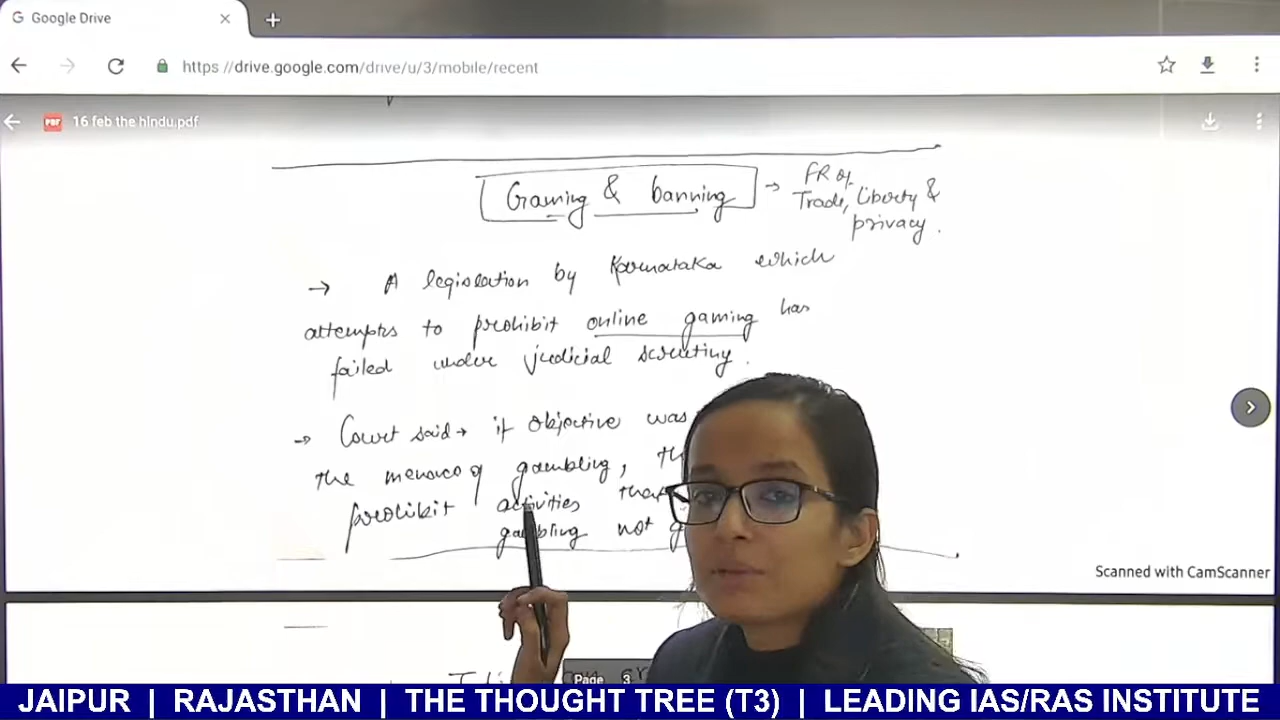 Google Drive
https://drive.google.com/drive/u/3/mobile/recent
16 feb the hindu.pdf
Gaming & banning → FR of
Trade, Liberty &
privacy.
→ A legislation by Karnataka which
attempts to prohibit online gaming has
failed under judicial scrutiny.
→ Court said → if objective was
the menace of gambling, th
prohibit activities that
gambling not g
Scanned with CamScanner
Page 3
JAIPUR | RAJASTHAN | THE THOUGHT TREE (T3) | LEADING IAS/RAS INSTITUTE